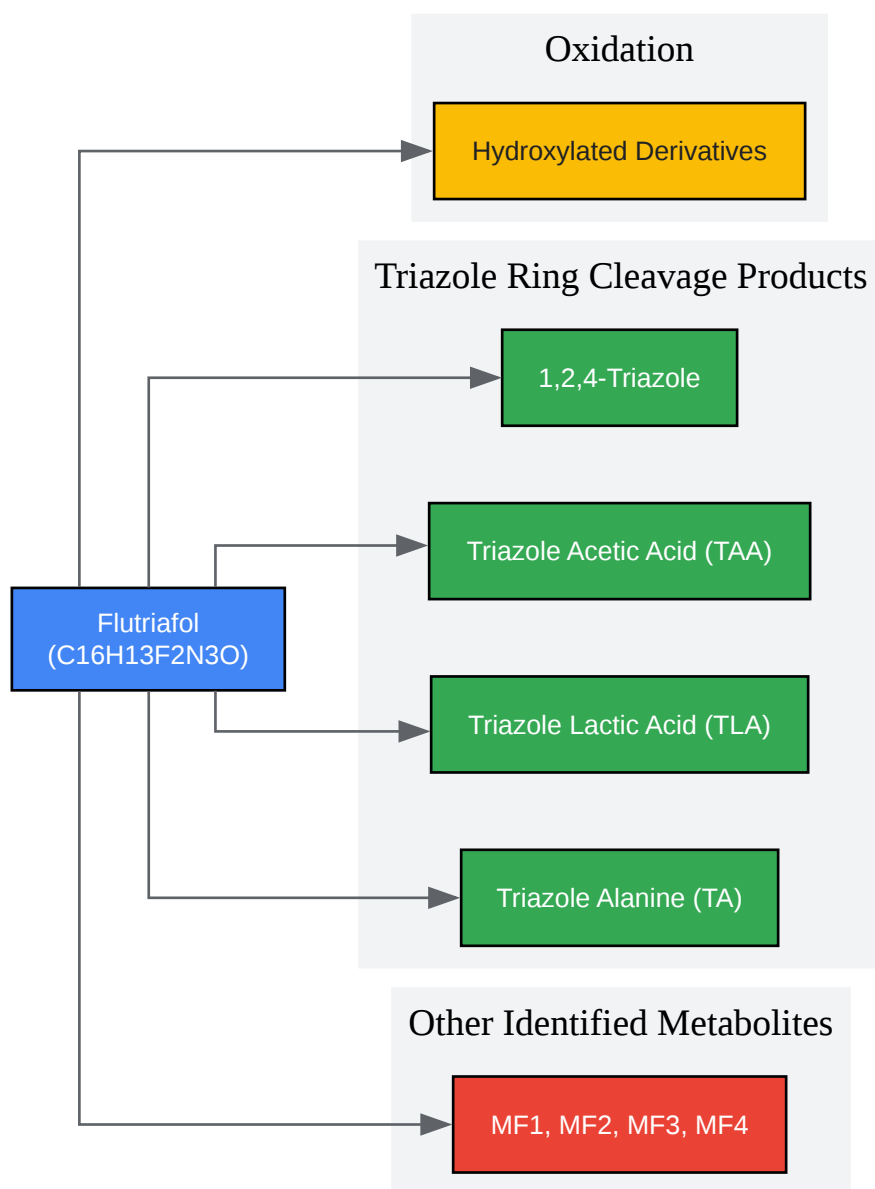 Oxidation
Hydroxylated Derivatives
Triazole Ring Cleavage Products
1,2,4-Triazole
Triazole Acetic Acid (TAA)
Flutriafol
(C16H13F2N3O)
Triazole Lactic Acid (TLA)
Triazole Alanine (TA)
Other Identified Metabolites
MF1, MF2, MF3, MF4